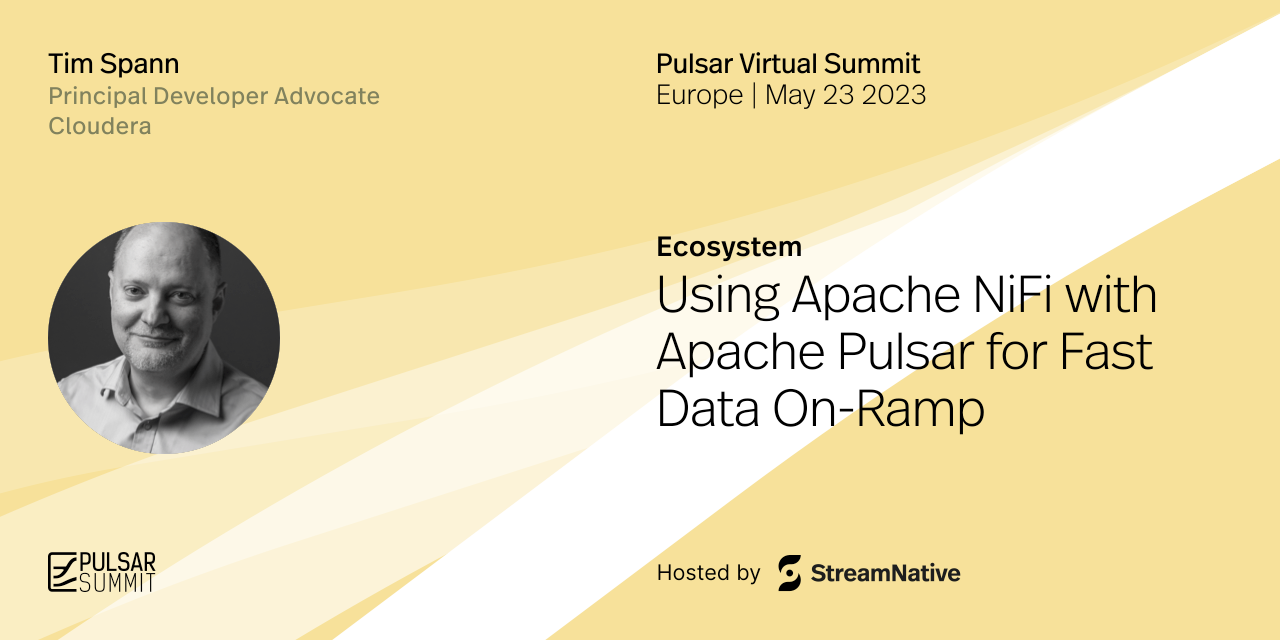 Tim Spann
Principal Developer Advocate
Cloudera
Pulsar Virtual Summit
Europe | May 23 2023
Ecosystem
Using Apache NiFi with
Apache Pulsar for Fast
Data On-Ramp
PULSAR
SUMMIT
Hosted by StreamNative